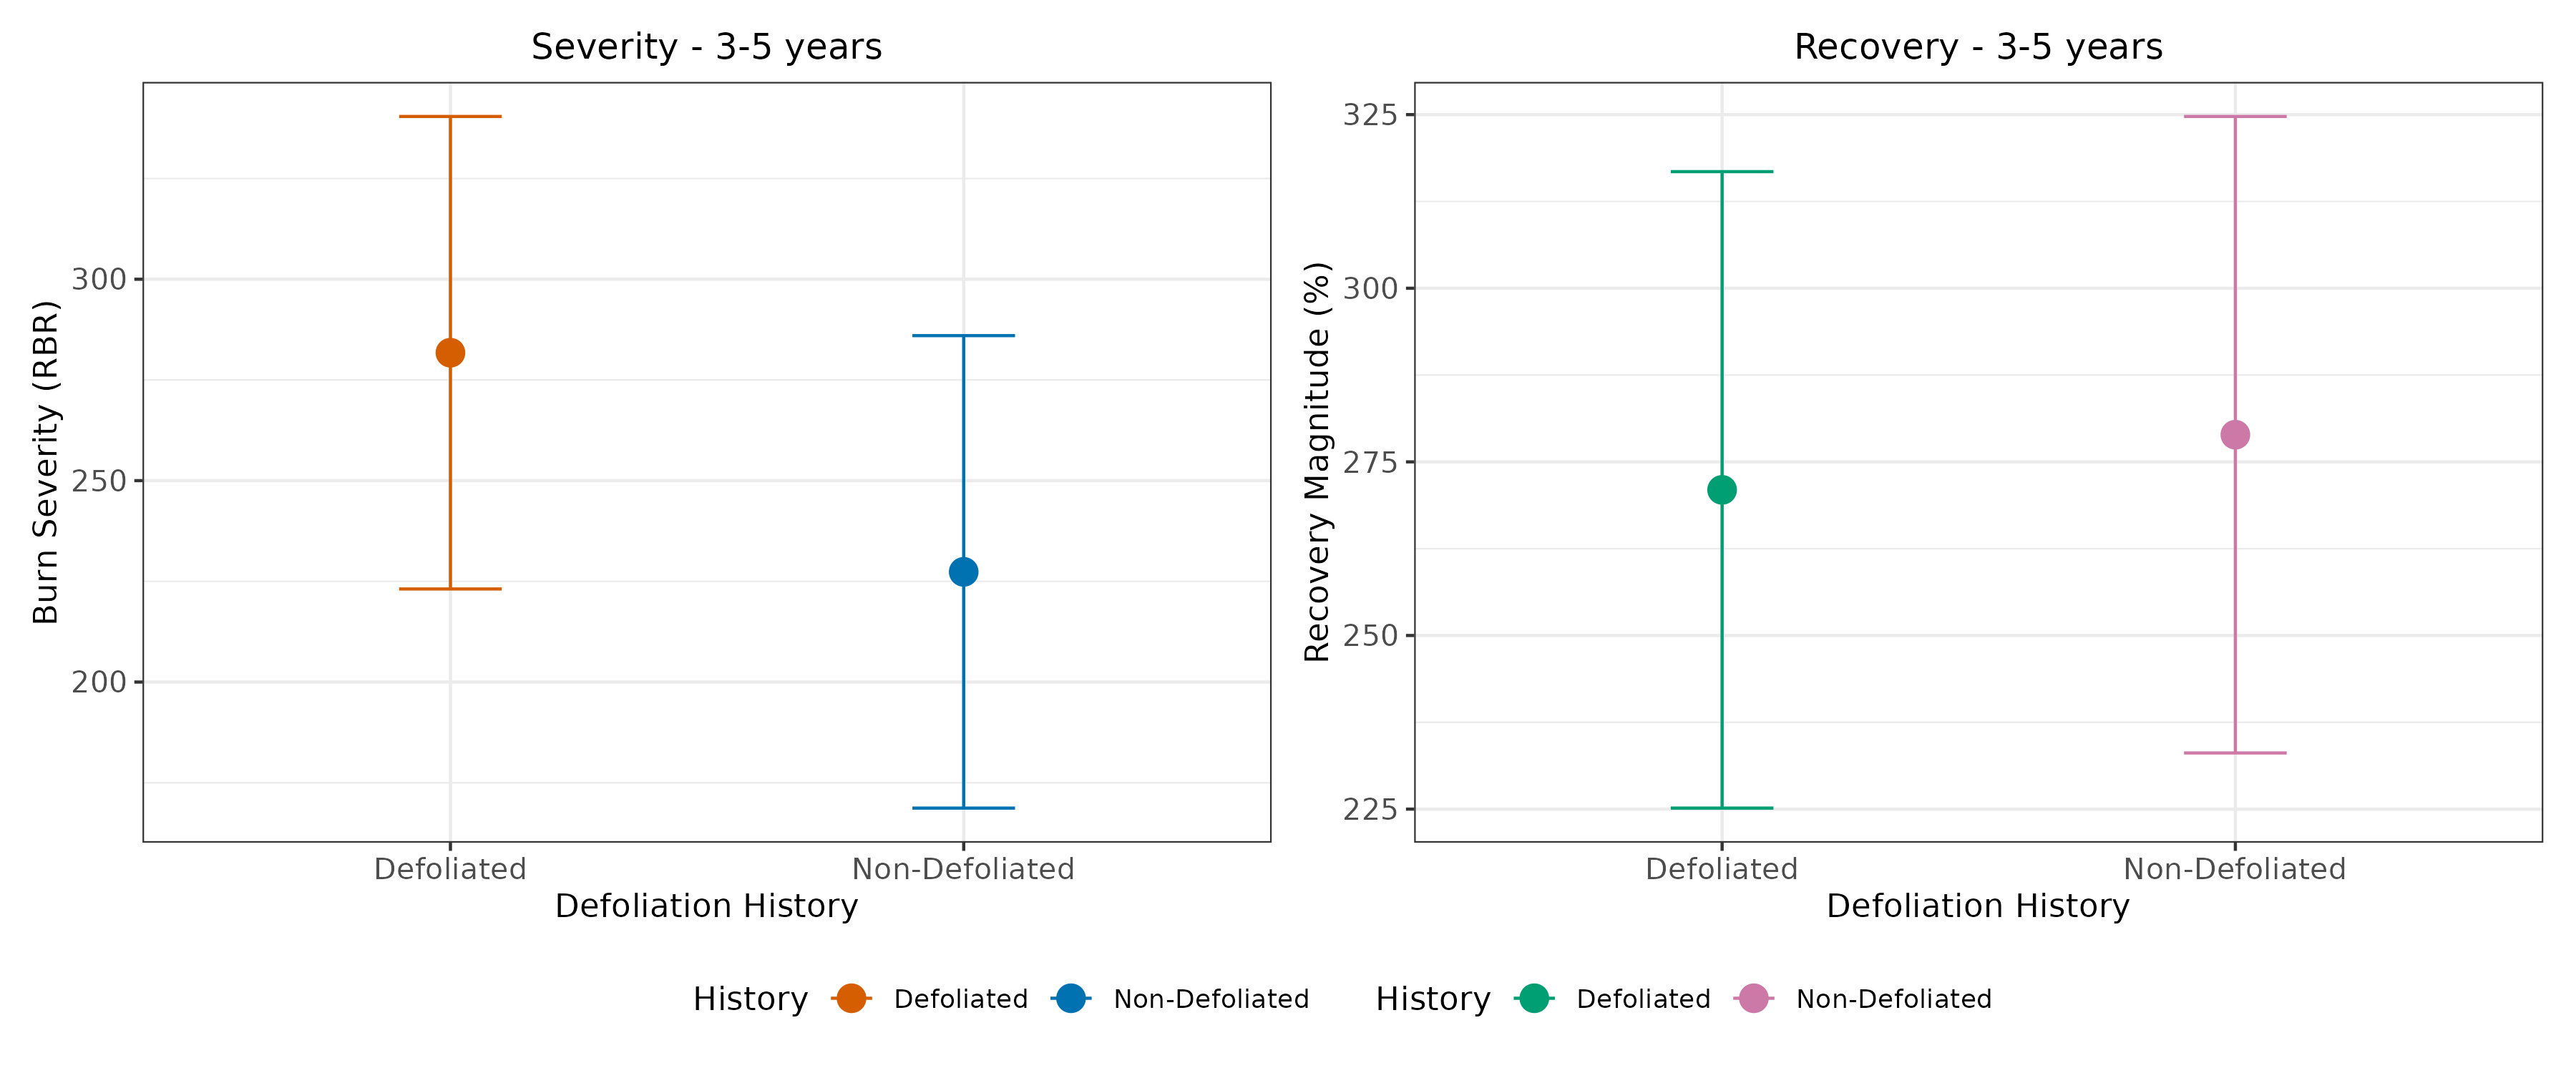 Severity - 3-5 years
Burn Severity (RBR)
300
250
200
Defoliated Non-Defoliated
Defoliation History
Recovery - 3-5 years
Recovery Magnitude (%)
325
300
275
250
225
Defoliated Non-Defoliated
Defoliation History
History Defoliated Non-Defoliated
History Defoliated Non-Defoliated